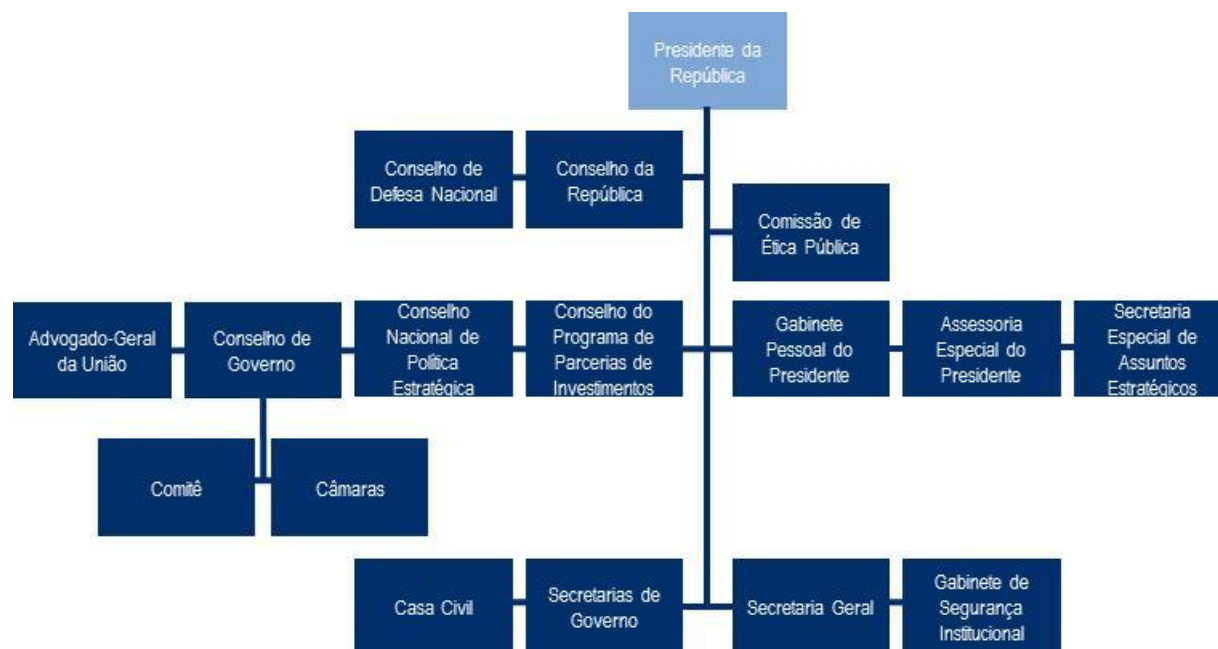 Presidente da
República
Conselho de
Defesa Nacional
Conselho da
República
Comissão de
Ética Pública
Advogado-Geral
da União
Conselho de
Governo
Conselho
Nacional de
Política
Estratégica
Conselho do
Programa de
Parcerias de
Investimentos
Gabinete
Pessoal do
Presidente
Assessoria
Especial do
Presidente
Secretaria
Especial de
Assuntos
Estratégicos
Comitê
Câmaras
Casa Civil
Secretarias de
Governo
Secretaria Geral
Gabinete de
Segurança
Institucional